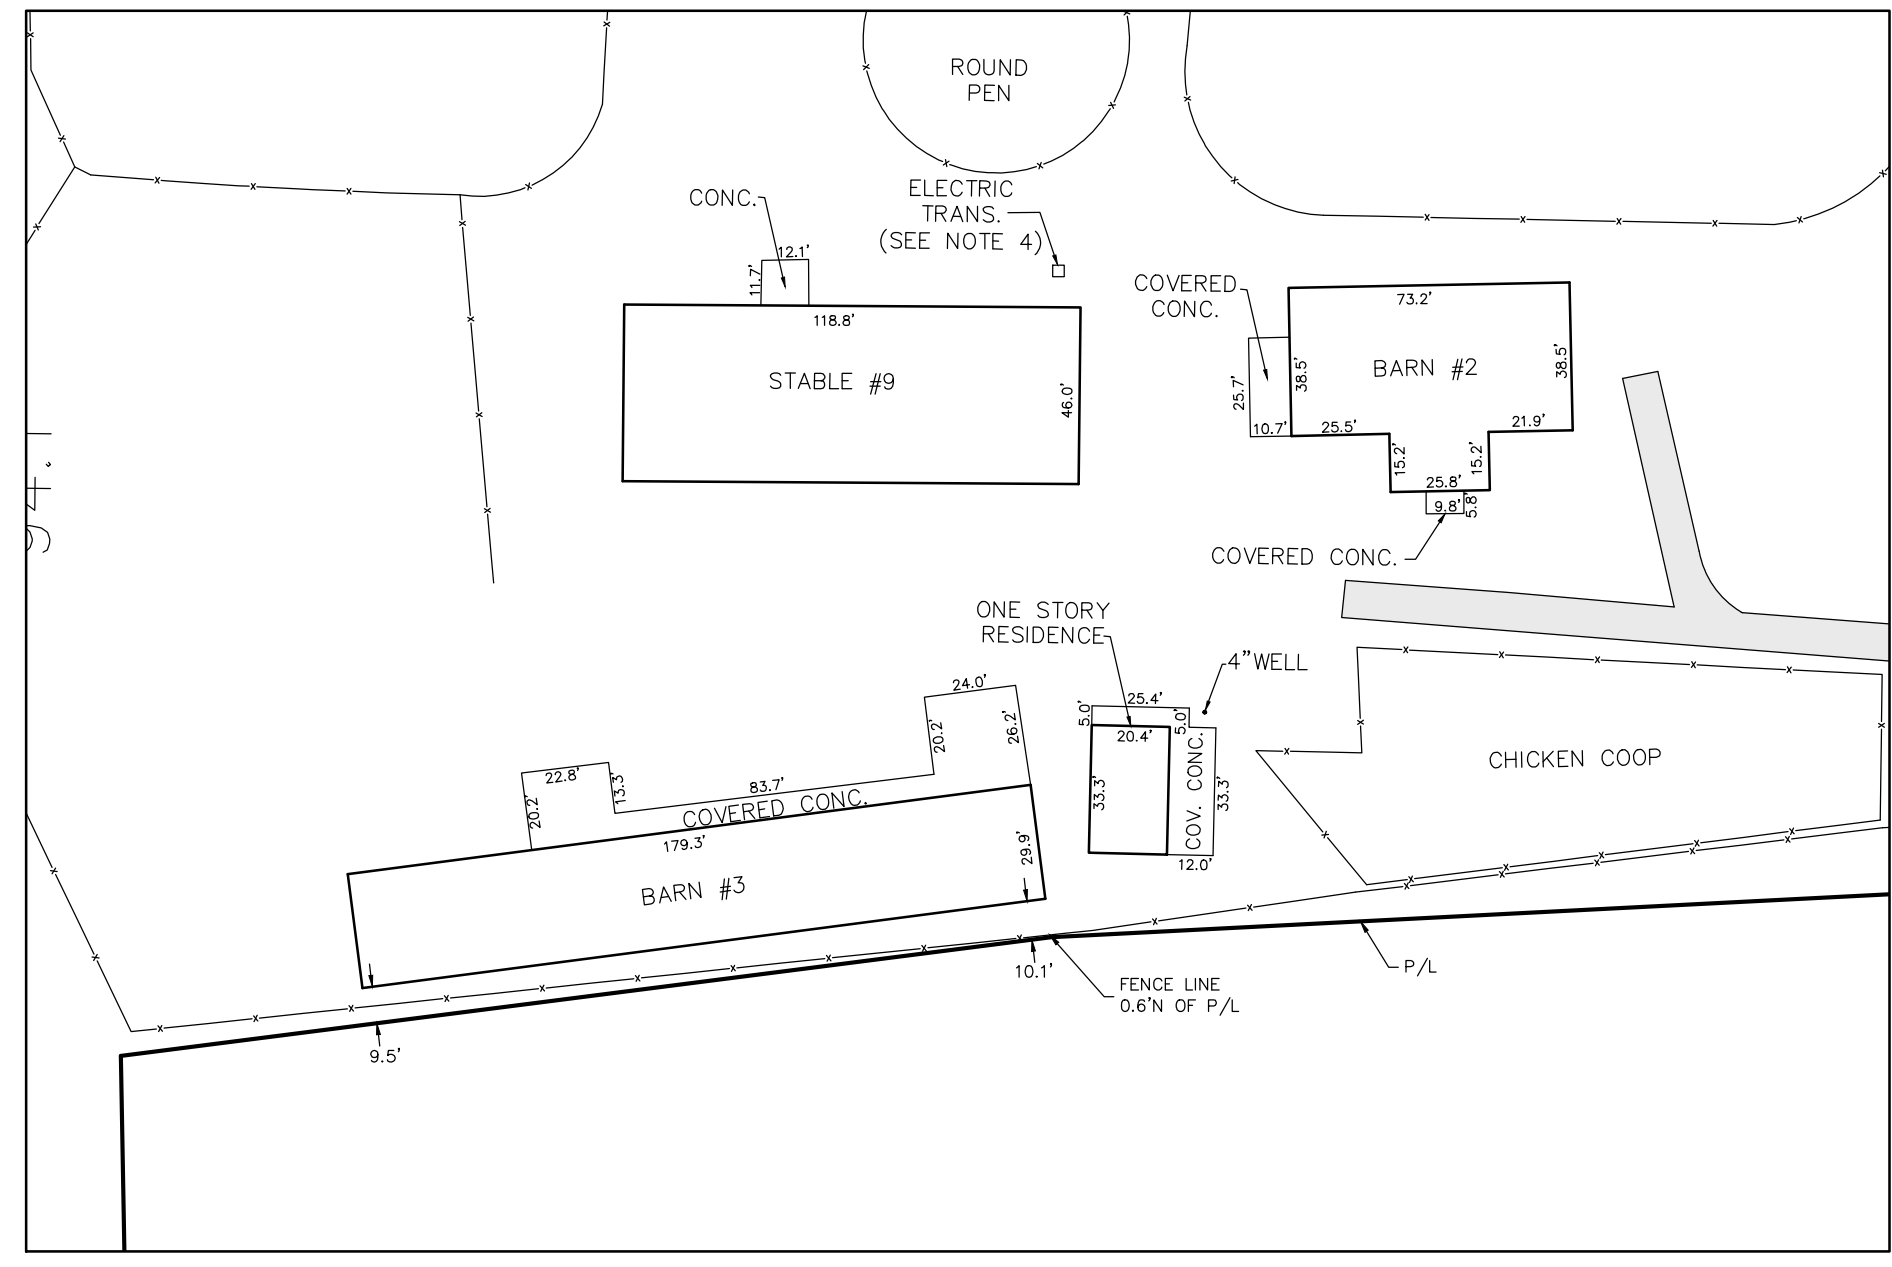 ROUND
PEN
ELECTRIC
TRANS.
(SEE NOTE 4)
CONC.
12.1'
11.7'
118.8'
STABLE #9
46.0'
COVERED
CONC.
73.2'
BARN #2
38.5'
38.5'
25.7'
10.7'
25.5'
21.9'
15.2'
15.2'
25.8'
9.8'
5.8'
COVERED CONC.
94.1
ONE STORY
RESIDENCE
4"WELL
25.4'
5.0'
5.0'
20.4'
33.3'
COV. CONC.
33.3'
12.0'
CHICKEN COOP
24.0'
20.2'
26.2'
22.8'
20.2'
13.3'
83.7'
COVERED CONC.
179.3'
29.9'
BARN #3
10.1'
9.5'
FENCE LINE
0.6'N OF P/L
P/L